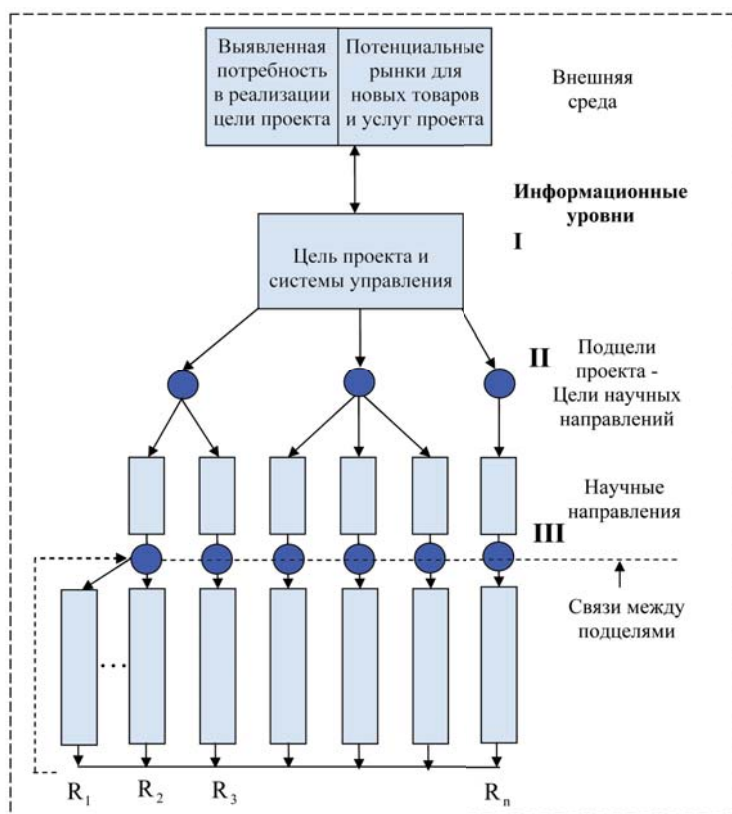 Выявленная
потребность
в реализации
цели проекта
Потенциальные
рынки для
новых товаров
и услуг проекта
Внешняя
среда
Информационные
уровни
I
Цель проекта и
системы управления
II
Подцели
проекта -
Цели научных
направлений
Научные
направления
III
Связи между
подцелями
...
R1 R2 R3 Rn